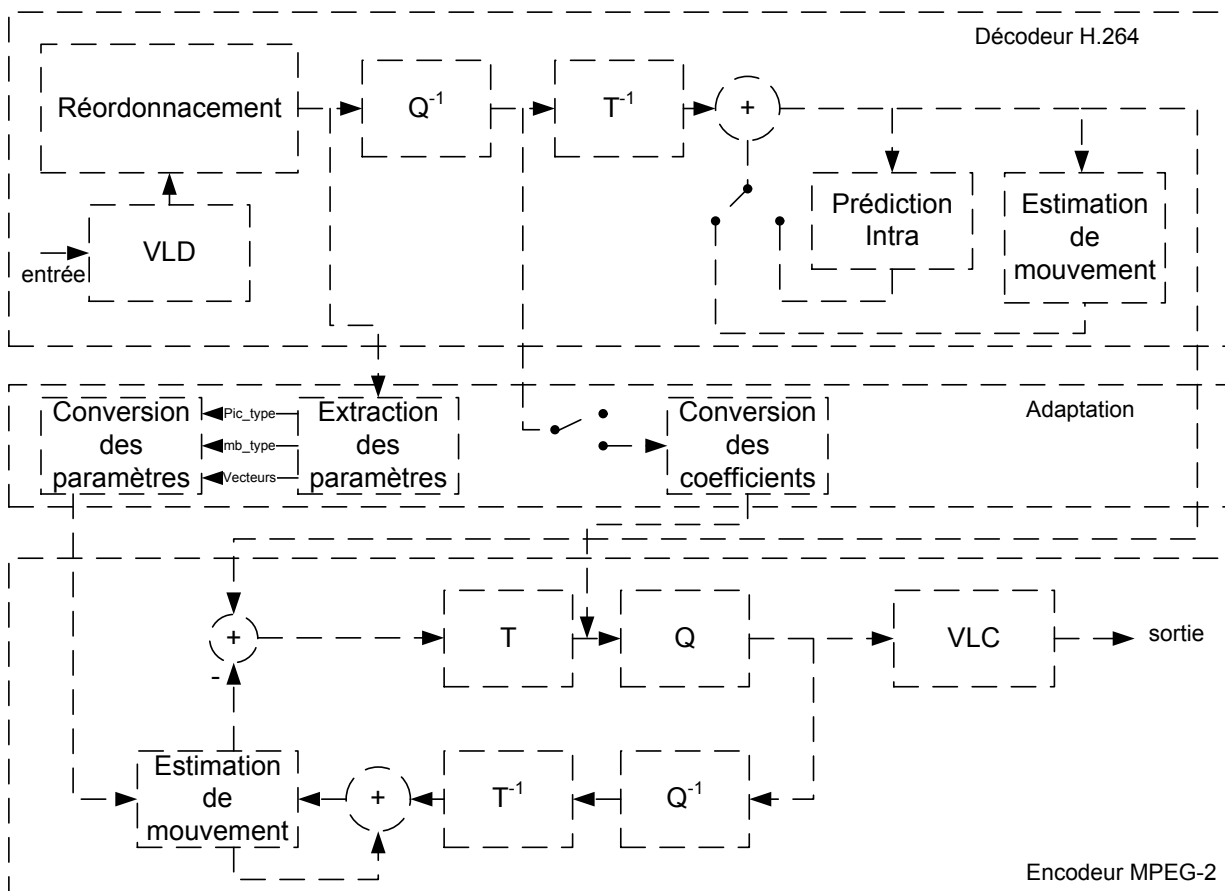 Décodeur H.264
Réordonnacement
Q-1
T-1
+
VLD
entrée
Prédiction
Intra
Estimation
de
mouvement
Adaptation
Conversion
des
paramètres
Pic_type
mb_type
Vecteurs
Extraction
des
paramètres
Conversion
des
coefficients
+
-
T
Q
VLC
sortie
Estimation
de
mouvement
+
T-1
Q-1
Encodeur MPEG-2